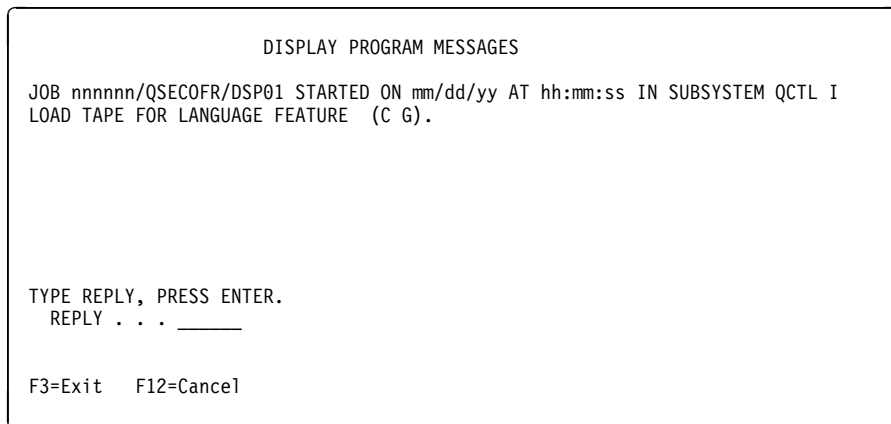 DISPLAY PROGRAM MESSAGES
JOB nnnnnn/QSECOFR/DSP01 STARTED ON mm/dd/yy AT hh:mm:ss IN SUBSYSTEM QCTL I
LOAD TAPE FOR LANGUAGE FEATURE (C G).
TYPE REPLY, PRESS ENTER.
REPLY . . . ______
F3=Exit F12=Cancel